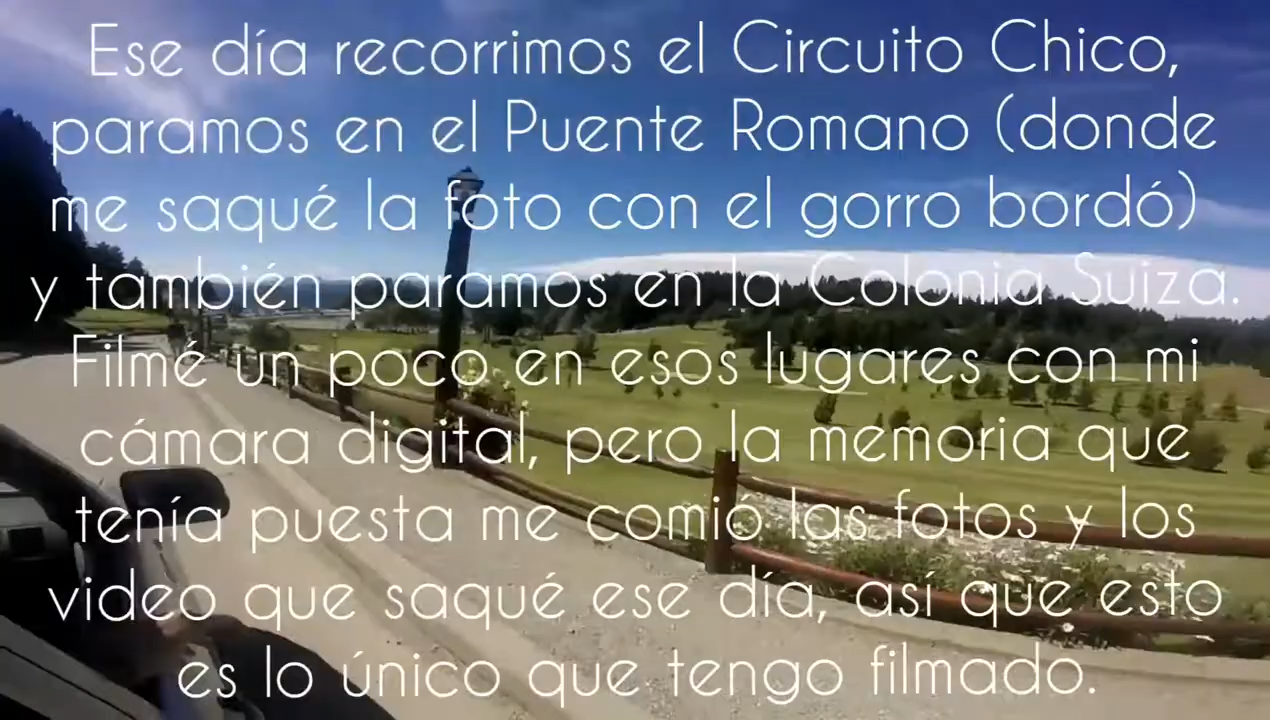 Ese día recorrimos el Circuito Chico,
paramos en el Puente Romano (donde
me saqué la foto con el gorro bordó)
y también paramos en la Colonia Suiza.
Filmé un poco en esos lugares con mi
cámara digital, pero la memoria que
tenía puesta me comió las fotos y los
video que saqué ese día, así que esto
es lo único que tengo filmado.